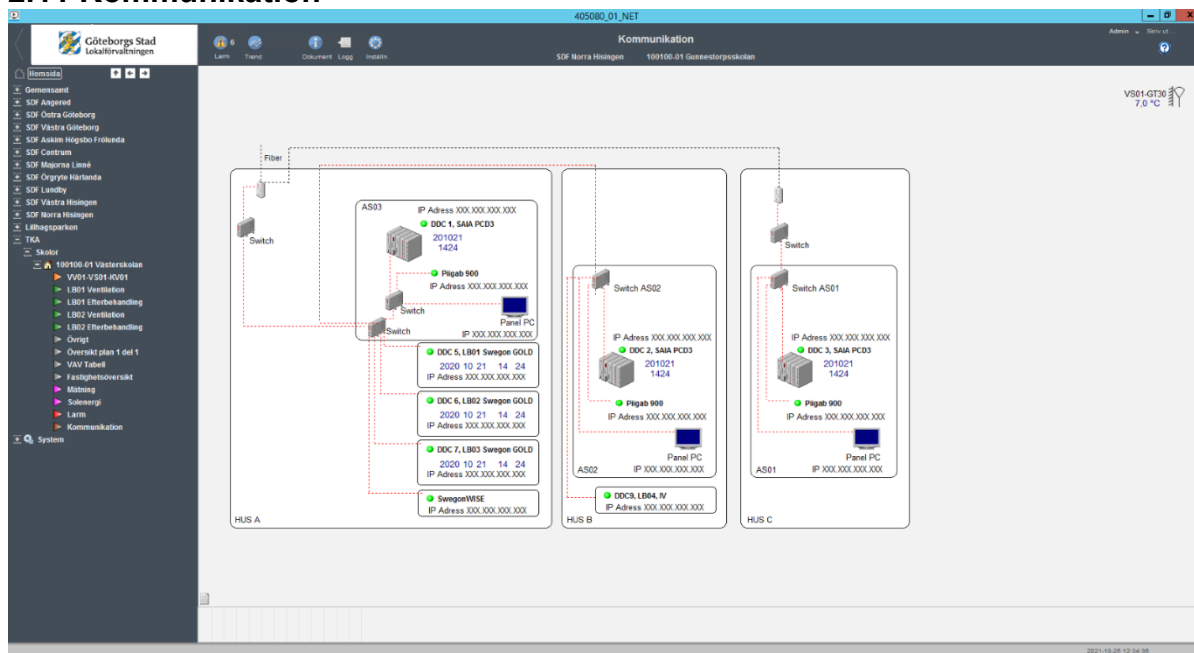 2.14 Kommunikation
405080_01_NET
Göteborgs Stad
Lokalförvaltningen
6
Larm Trend Dokument Logg Inställn.
Kommunikation
SDF Norra Hisingen 100100-01 Gunnestorpsskolan
Admin Skriv ut...
Hemsida
Gemensamt
SDF Angered
SDF Östra Göteborg
SDF Västra Göteborg
SDF Askim Högsbo Frölunda
SDF Centrum
SDF Majorna Linné
SDF Örgryte Härlanda
SDF Lundby
SDF Västra Hisingen
SDF Norra Hisingen
Lillhagsparken
TKA
Skolor
100100-01 Västerskolan
VV01-VS01-KV01
LB01 Ventilation
LB01 Efterbehandling
LB02 Ventilation
LB02 Efterbehandling
Övrigt
Översikt plan 1 del 1
VAV Tabell
Fastighetsöversikt
Mätning
Solenergi
Larm
Kommunikation
System
VS01-GT30
7,0 °C
Fiber
Switch
AS03
IP Adress XXX.XXX.XXX.XXX
DDC 1, SAIA PCD3
201021
1424
Piigab 900
IP Adress XXX.XXX.XXX.XXX
Switch
Panel PC
Switch
IP XXX.XXX.XXX.XXX
DDC 5, LB01 Swegon GOLD
2020 10 21 14 24
IP Adress XXX.XXX.XXX.XXX
DDC 6, LB02 Swegon GOLD
2020 10 21 14 24
IP Adress XXX.XXX.XXX.XXX
DDC 7, LB03 Swegon GOLD
2020 10 21 14 24
IP Adress XXX.XXX.XXX.XXX
SwegonWISE
IP Adress XXX.XXX.XXX.XXX
HUS A
Switch AS02
IP Adress XXX.XXX.XXX.XXX
DDC 2, SAIA PCD3
201021
1424
Piigab 900
IP Adress XXX.XXX.XXX.XXX
Panel PC
AS02 IP XXX.XXX.XXX.XXX
DDC9, LB04, IV
IP Adress XXX.XXX.XXX.XXX
HUS B
Switch
Switch AS01
IP Adress XXX.XXX.XXX.XXX
DDC 3, SAIA PCD3
201021
1424
Piigab 900
IP Adress XXX.XXX.XXX.XXX
Panel PC
AS01 IP XXX.XXX.XXX.XXX
HUS C